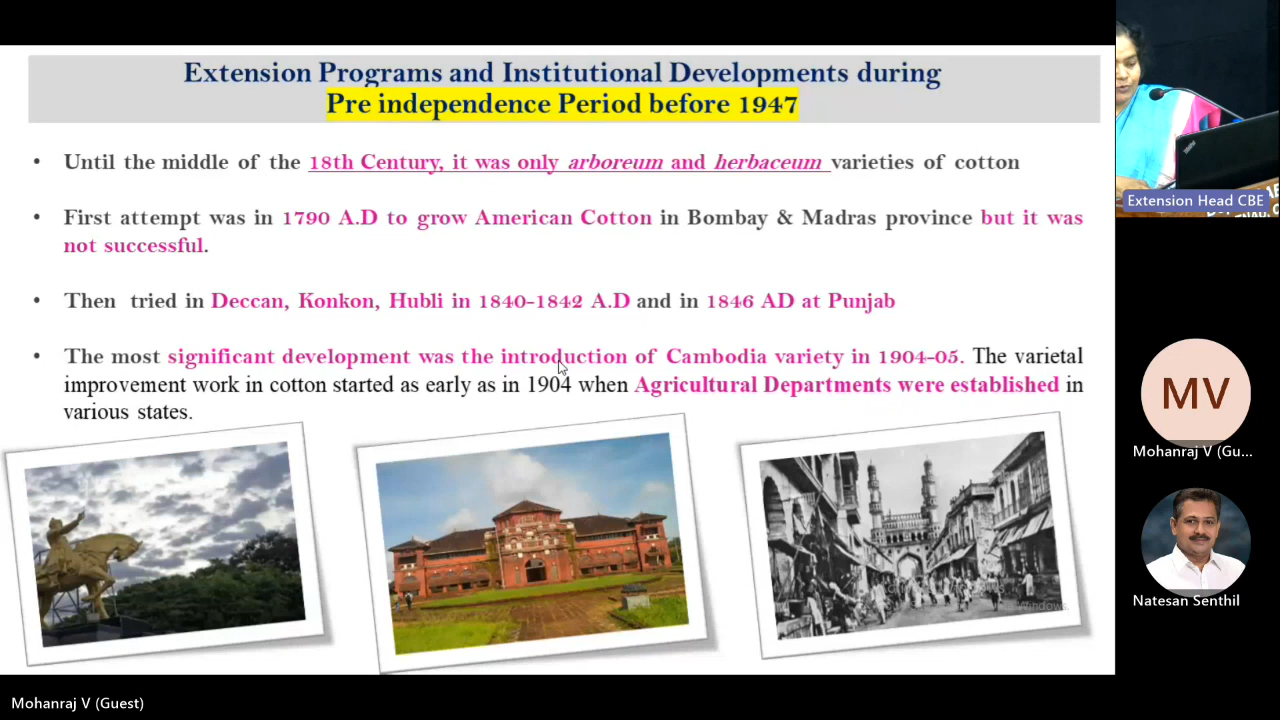 Extension Programs and Institutional Developments during
Pre independence Period before 1947
• Until the middle of the 18th Century, it was only arboreum and herbaceum varieties of cotton
• First attempt was in 1790 A.D to grow American Cotton in Bombay & Madras province but it was
not successful.
• Then tried in Deccan, Konkon, Hubli in 1840-1842 A.D and in 1846 AD at Punjab
• The most significant development was the introduction of Cambodia variety in 1904-05. The varietal
improvement work in cotton started as early as in 1904 when Agricultural Departments were established in
various states.
Extension Head CBE
MV
Mohanraj V (Gu...
Natesan Senthil
Mohanraj V (Guest)